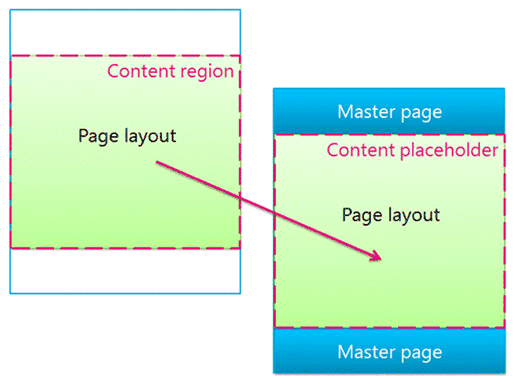 Content region
Page layout
Master page
Content placeholder
Page layout
Master page